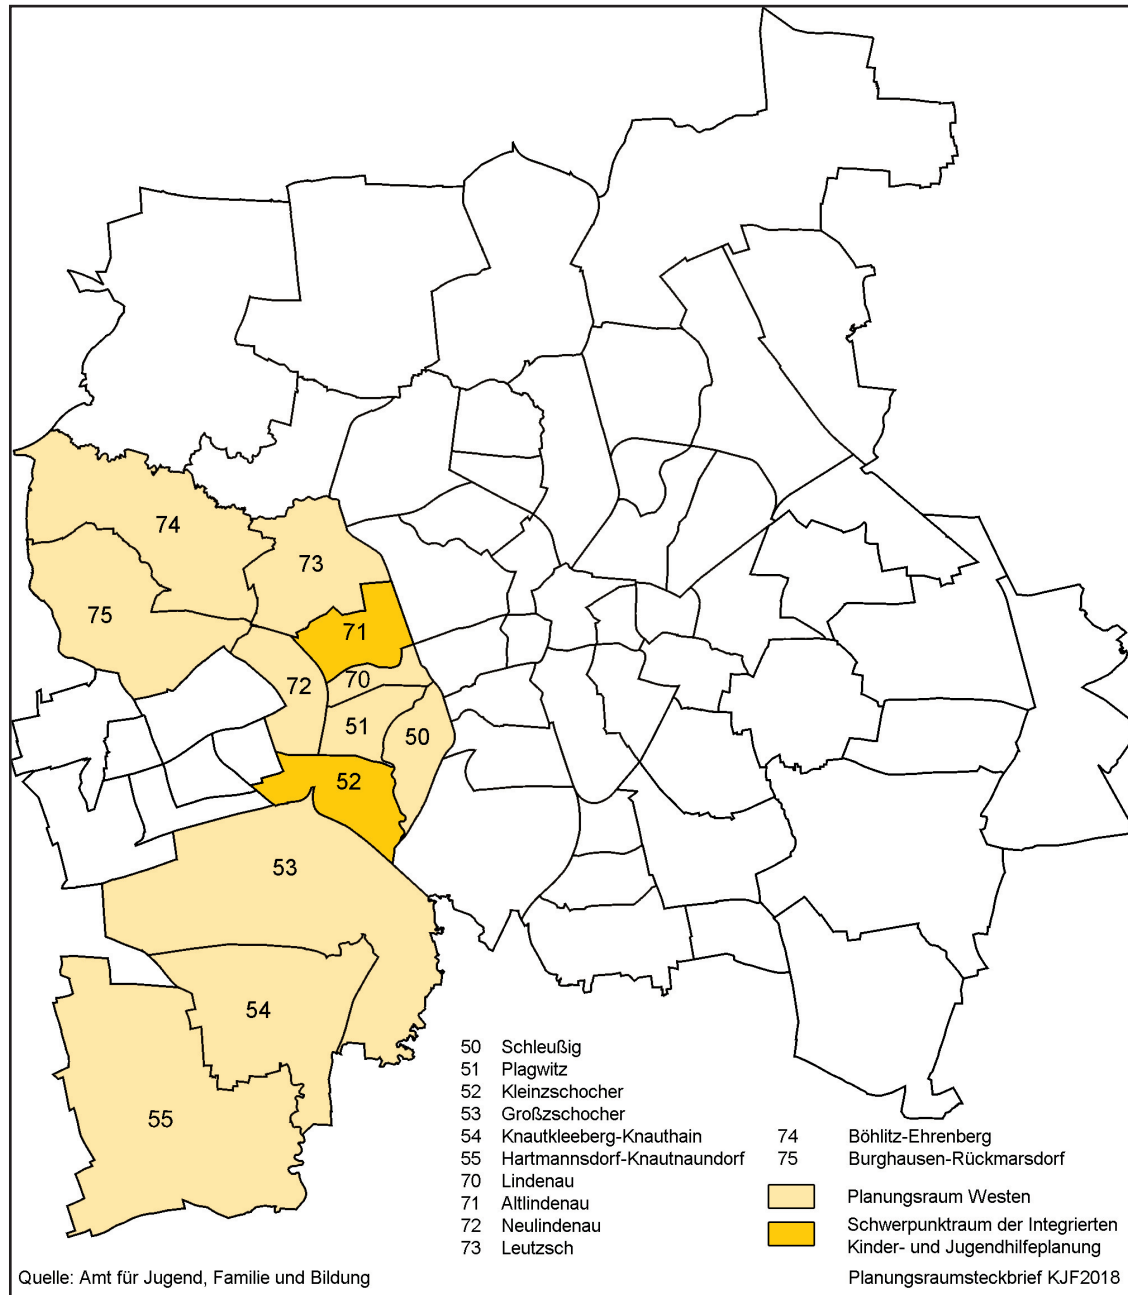 74
73
75
71
72
70
51
50
52
53
54
55
50 Schleußig
51 Plagwitz
52 Kleinzschocher
53 Großzschocher
54 Knautkleeberg-Knauthain
55 Hartmannsdorf-Knautnaundorf
70 Lindenau
71 Altlindenau
72 Neulindenau
73 Leutzsch
74 Böhlitz-Ehrenberg
75 Burghausen-Rückmarsdorf
Planungsraum Westen
Schwerpunktraum der Integrierten
Kinder- und Jugendhilfeplanung
Quelle: Amt für Jugend, Familie und Bildung
Planungsraumsteckbrief KJF2018